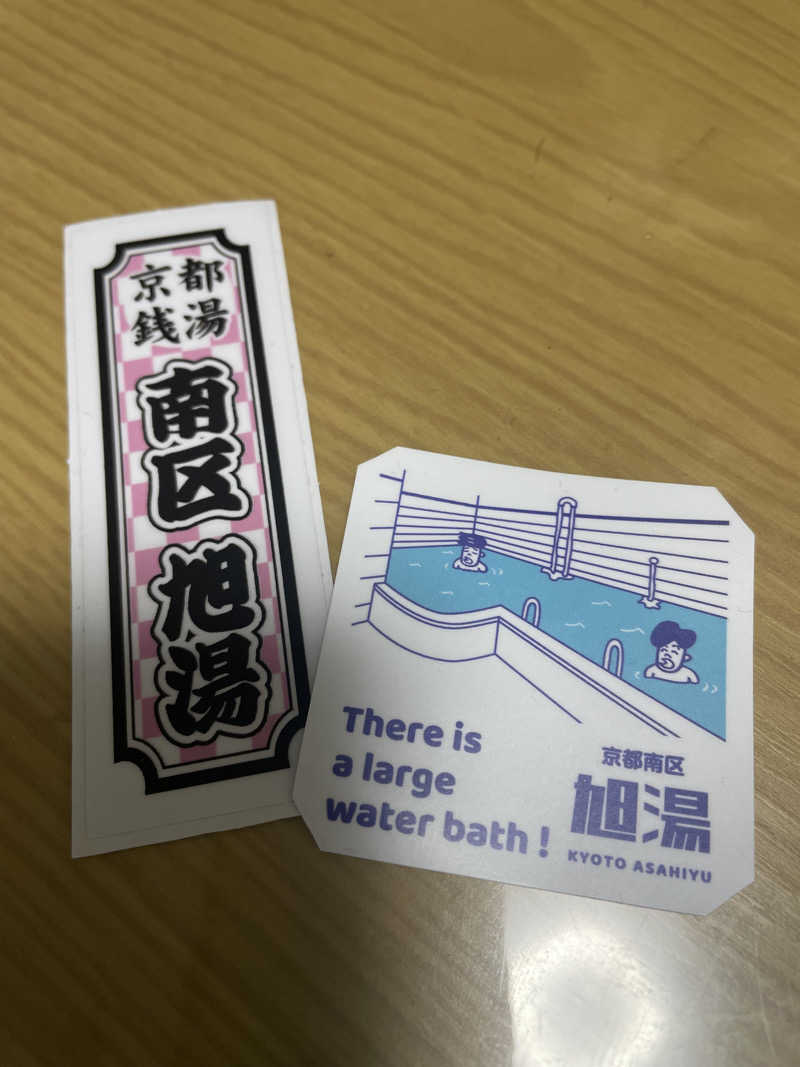 京都
銭湯
南区
旭湯
There is
a large
water bath !
京都南区
旭湯
KYOTO ASAHIYU